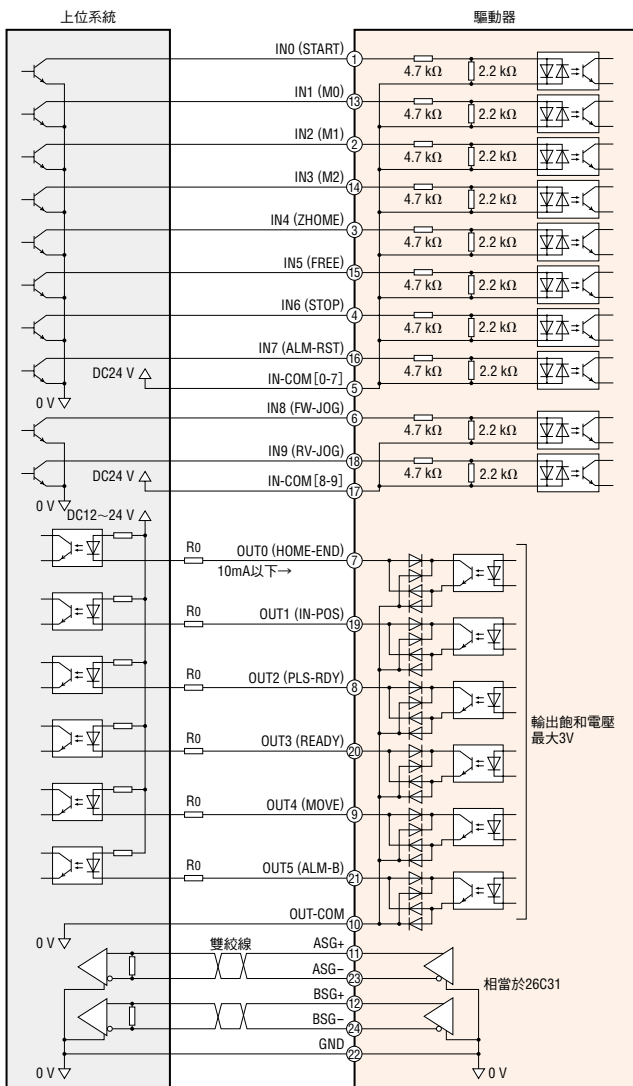 上位系統
驅動器
IN0 (START)
1
4.7 kΩ
2.2 kΩ
IN1 (M0)
13
4.7 kΩ
2.2 kΩ
IN2 (M1)
2
4.7 kΩ
2.2 kΩ
IN3 (M2)
14
4.7 kΩ
2.2 kΩ
IN4 (ZHOME)
3
4.7 kΩ
2.2 kΩ
IN5 (FREE)
15
4.7 kΩ
2.2 kΩ
IN6 (STOP)
4
4.7 kΩ
2.2 kΩ
IN7 (ALM-RST)
16
4.7 kΩ
2.2 kΩ
DC24 V
IN-COM [0-7]
5
0 V
IN8 (FW-JOG)
6
4.7 kΩ
2.2 kΩ
IN9 (RV-JOG)
18
4.7 kΩ
2.2 kΩ
DC24 V
IN-COM [8-9]
17
0 V
DC12~24 V
R0
OUT0 (HOME-END)
7
10mA以下→
R0
OUT1 (IN-POS)
19
R0
OUT2 (PLS-RDY)
8
輸出飽和電壓
最大3V
R0
OUT3 (READY)
20
R0
OUT4 (MOVE)
9
R0
OUT5 (ALM-B)
21
OUT-COM
10
0 V
雙絞線
ASG+
11
ASG−
23
相當於26C31
BSG+
12
BSG−
24
GND
22
0 V
0 V